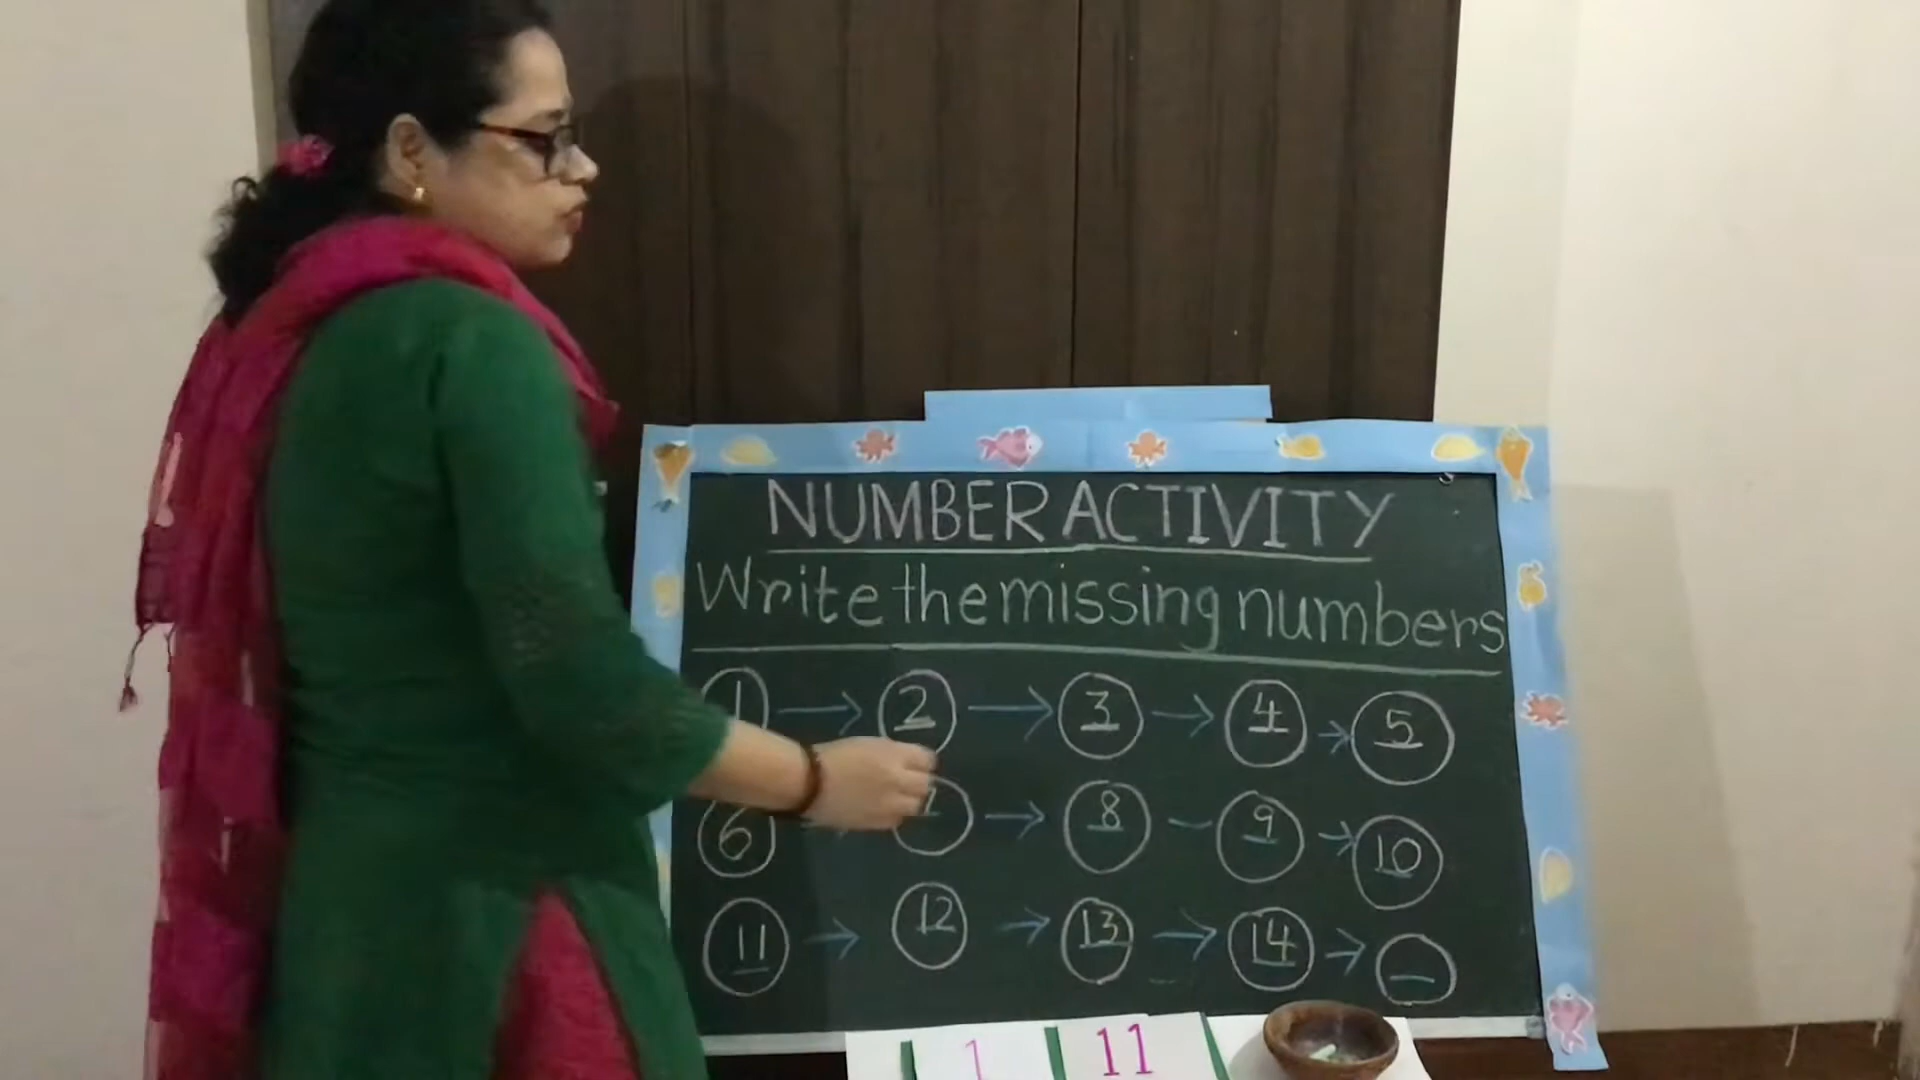 NUMBER ACTIVITY
Write the missing numbers
1 → 2 → 3 → 4 → 5
6 → 7 → 8 – 9 → 10
11 → 12 → 13 → 14 → _
1 11